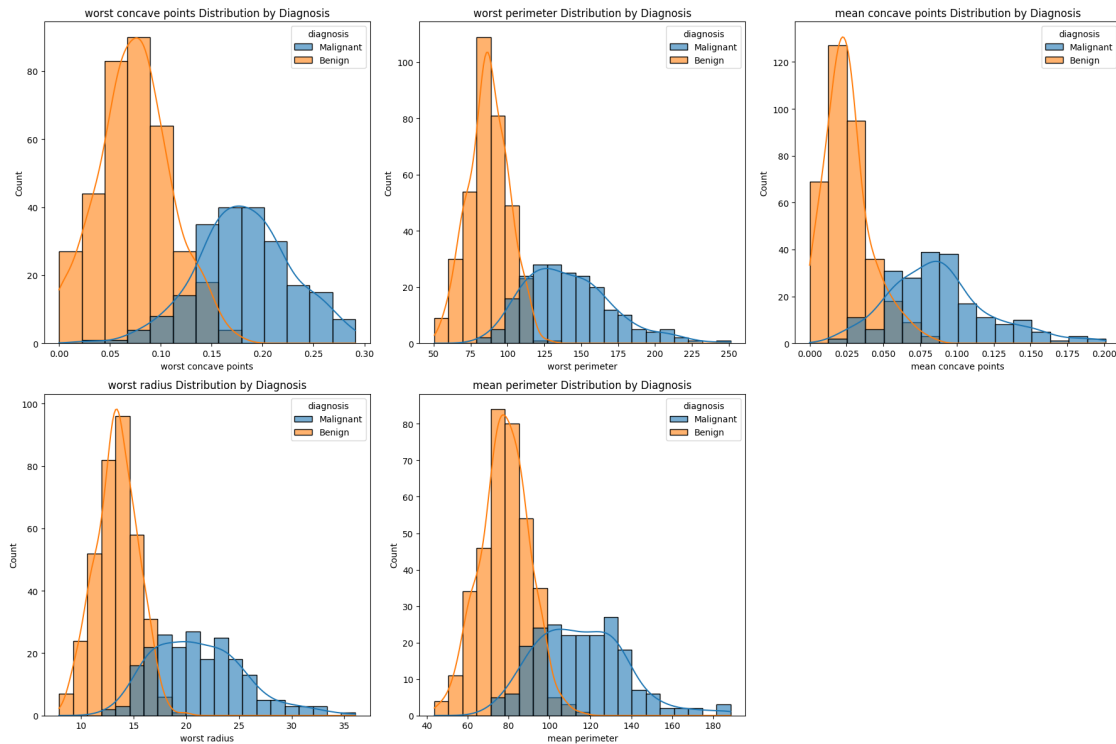 worst concave points Distribution by Diagnosis
diagnosis
Malignant
Benign
80
60
40
20
0
Count
0.00 0.05 0.10 0.15 0.20 0.25 0.30
worst concave points
worst perimeter Distribution by Diagnosis
diagnosis
Malignant
Benign
100
80
60
40
20
0
Count
50 75 100 125 150 175 200 225 250
worst perimeter
mean concave points Distribution by Diagnosis
diagnosis
Malignant
Benign
120
100
80
60
40
20
0
Count
0.000 0.025 0.050 0.075 0.100 0.125 0.150 0.175 0.200
mean concave points
worst radius Distribution by Diagnosis
diagnosis
Malignant
Benign
100
80
60
40
20
0
Count
10 15 20 25 30 35
worst radius
mean perimeter Distribution by Diagnosis
diagnosis
Malignant
Benign
80
70
60
50
40
30
20
10
0
Count
40 60 80 100 120 140 160 180
mean perimeter